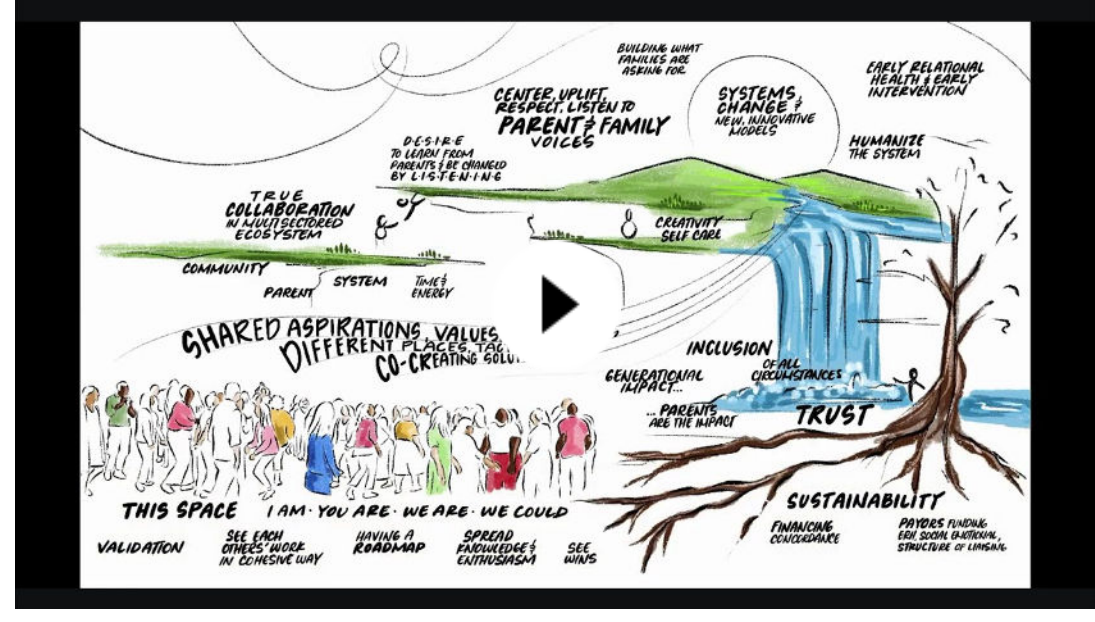 BUILDING WHAT
FAMILIES ARE
ASKING FOR
EARLY RELATIONAL
HEALTH & EARLY
INTERVENTION
CENTER, UPLIFT,
RESPECT, LISTEN TO
PARENT & FAMILY
VOICES
SYSTEMS
CHANGE &
NEW, INNOVATIVE
MODELS
HUMANIZE
THE SYSTEM
D·E·S·I·R·E
TO LEARN FROM
PARENTS & BE CHANGED
BY L·I·S·T·E·N·I·N·G
TRUE
COLLABORATION
IN MULTISECTORED
ECOSYSTEM
CREATIVITY
SELF CARE
COMMUNITY
PARENT
SYSTEM
TIME &
ENERGY
SHARED ASPIRATIONS, VALUES
DIFFERENT PLACES,
CO-CREATING
INCLUSION
OF ALL
CIRCUMSTANCES
GENERATIONAL
IMPACT...
... PARENTS
ARE THE IMPACT
TRUST
SUSTAINABILITY
FINANCING
CONCORDANCE
PAYORS FUNDING
ERH, SOCIAL EMOTIONAL,
STRUCTURE OF LIAISING
THIS SPACE I AM · YOU ARE · WE ARE · WE COULD
VALIDATION
SEE EACH
OTHERS' WORK
IN COHESIVE WAY
HAVING A
ROADMAP
SPREAD
KNOWLEDGE &
ENTHUSIASM
SEE
WINS